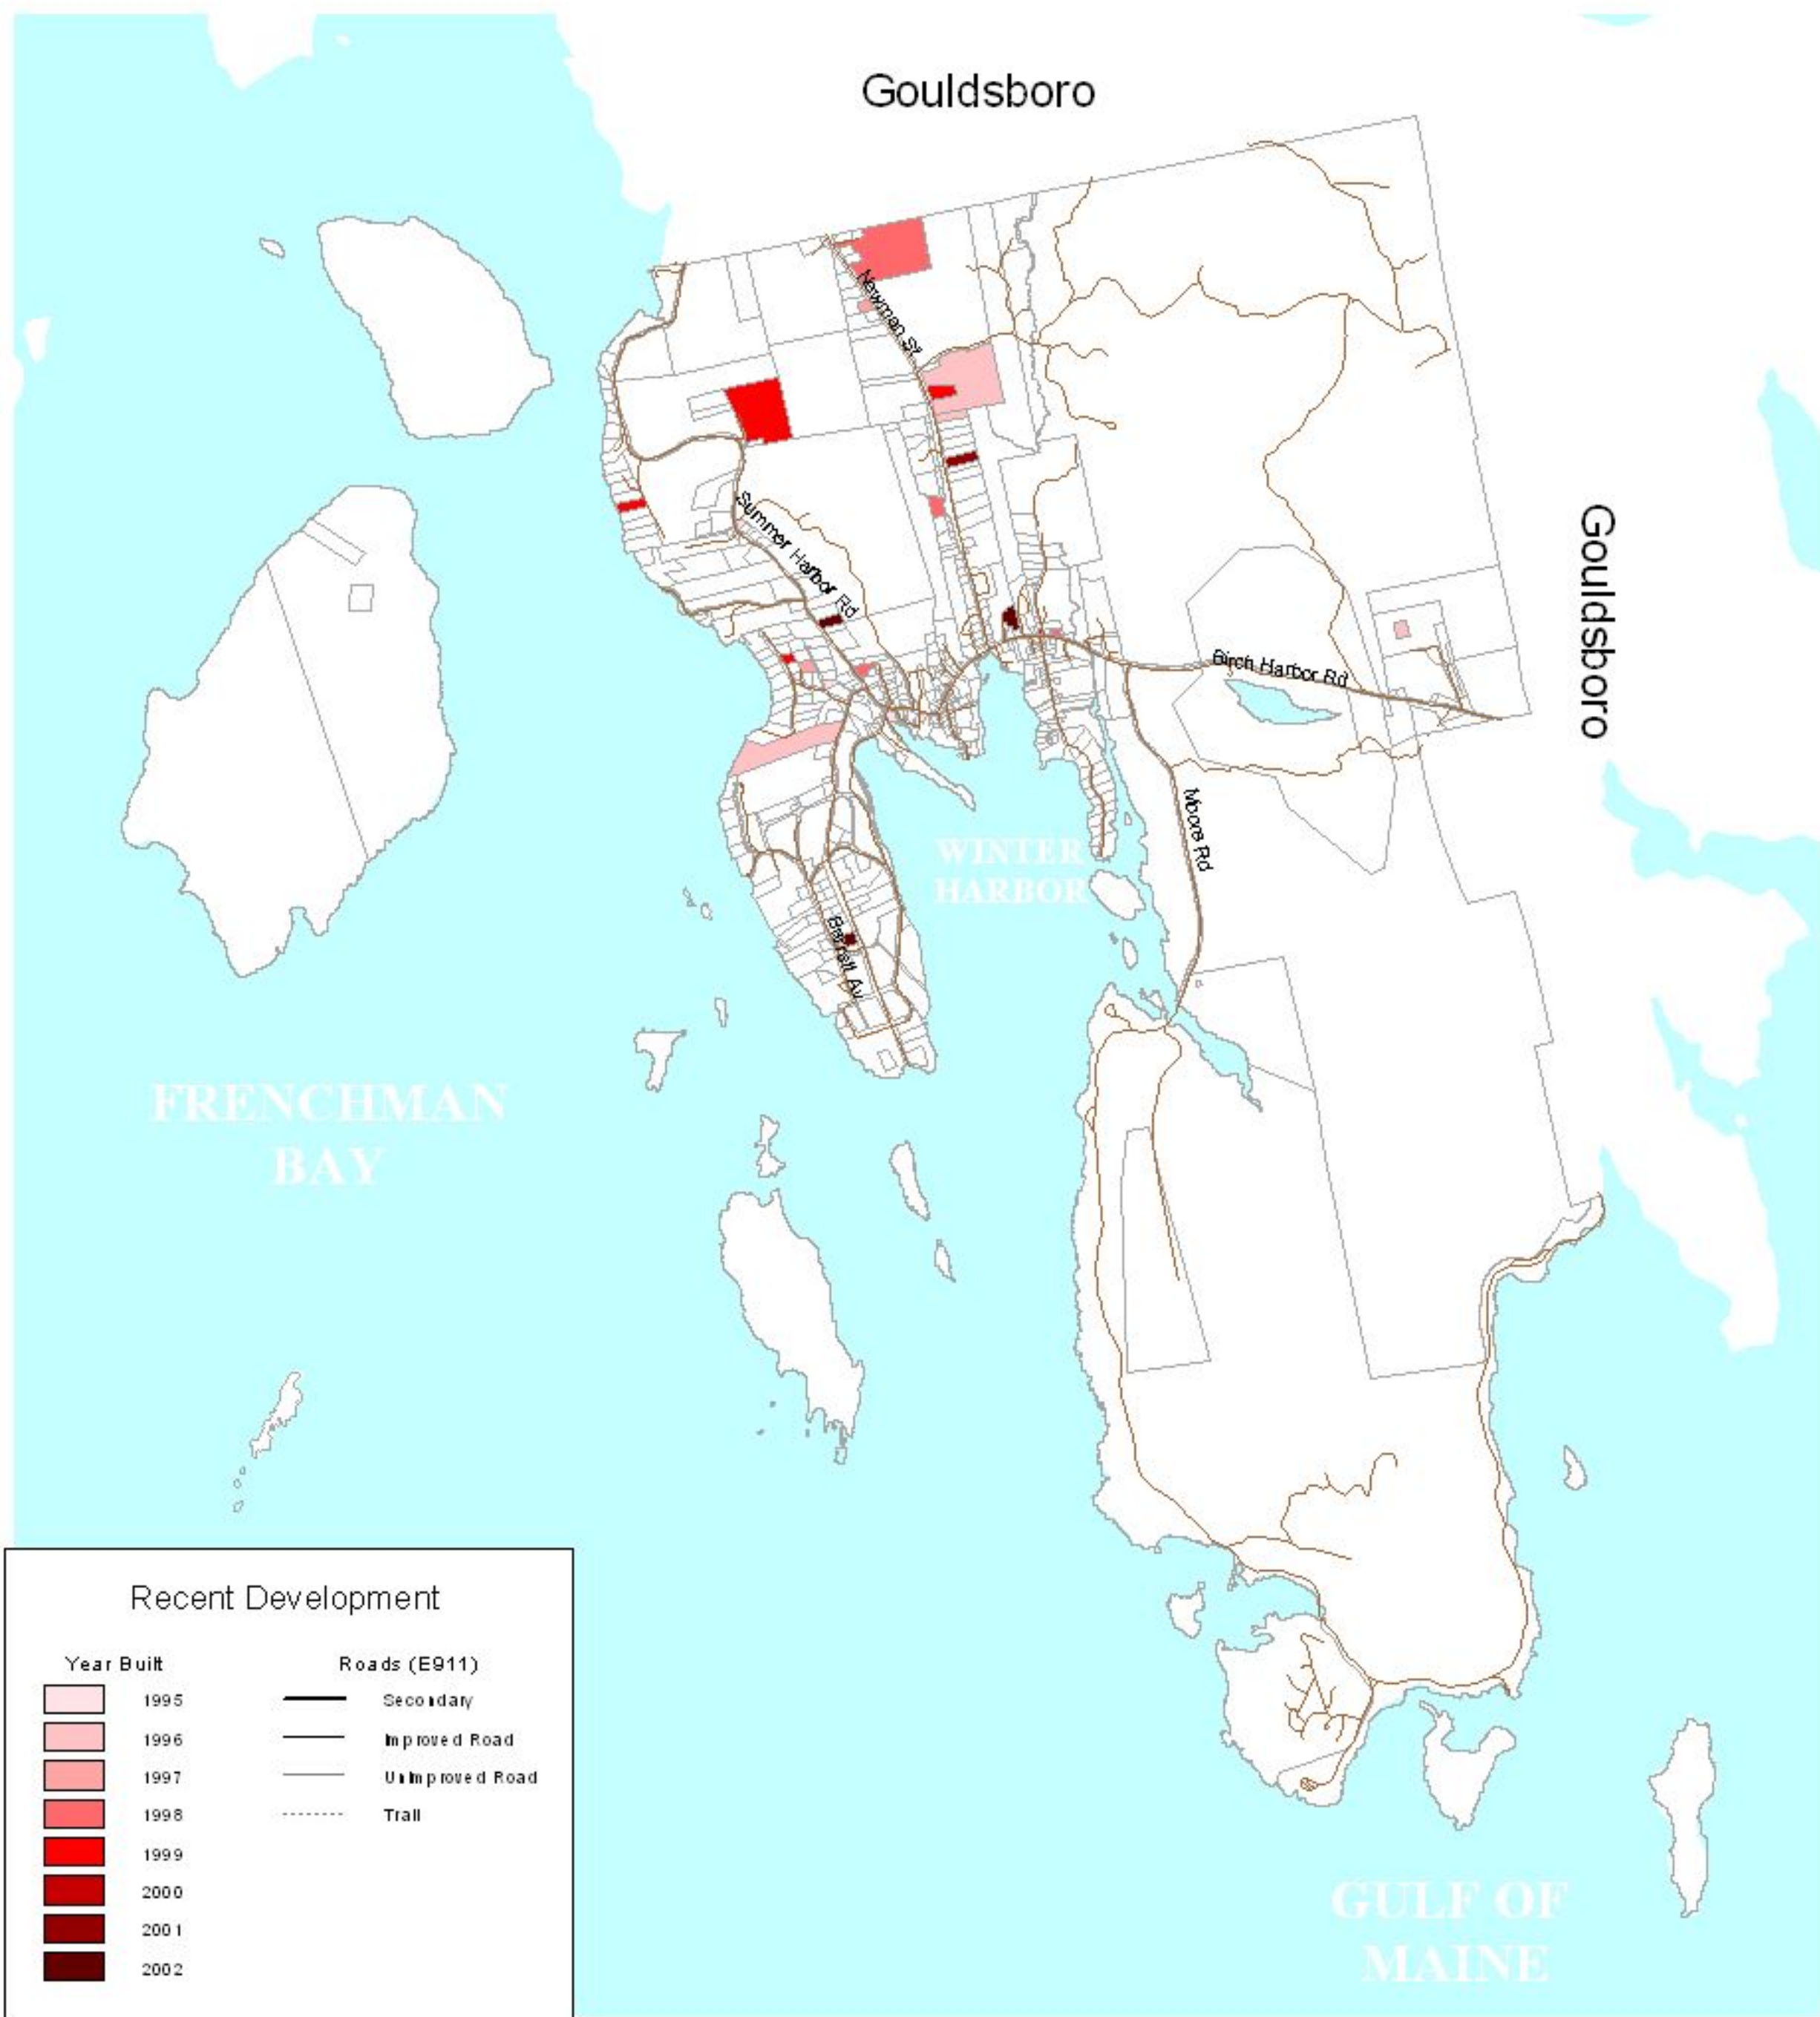 Gouldsboro
Newman St
Gouldsboro
Summer Harbor Rd
Birch Harbor Rd
Moore Rd
WINTER
HARBOR
Barrett Av
FRENCHMAN
BAY
GULF OF
MAINE
Recent Development
Year Built
1995
1996
1997
1998
1999
2000
2001
2002
Roads (E911)
Secondary
Improved Road
Unimproved Road
Trail